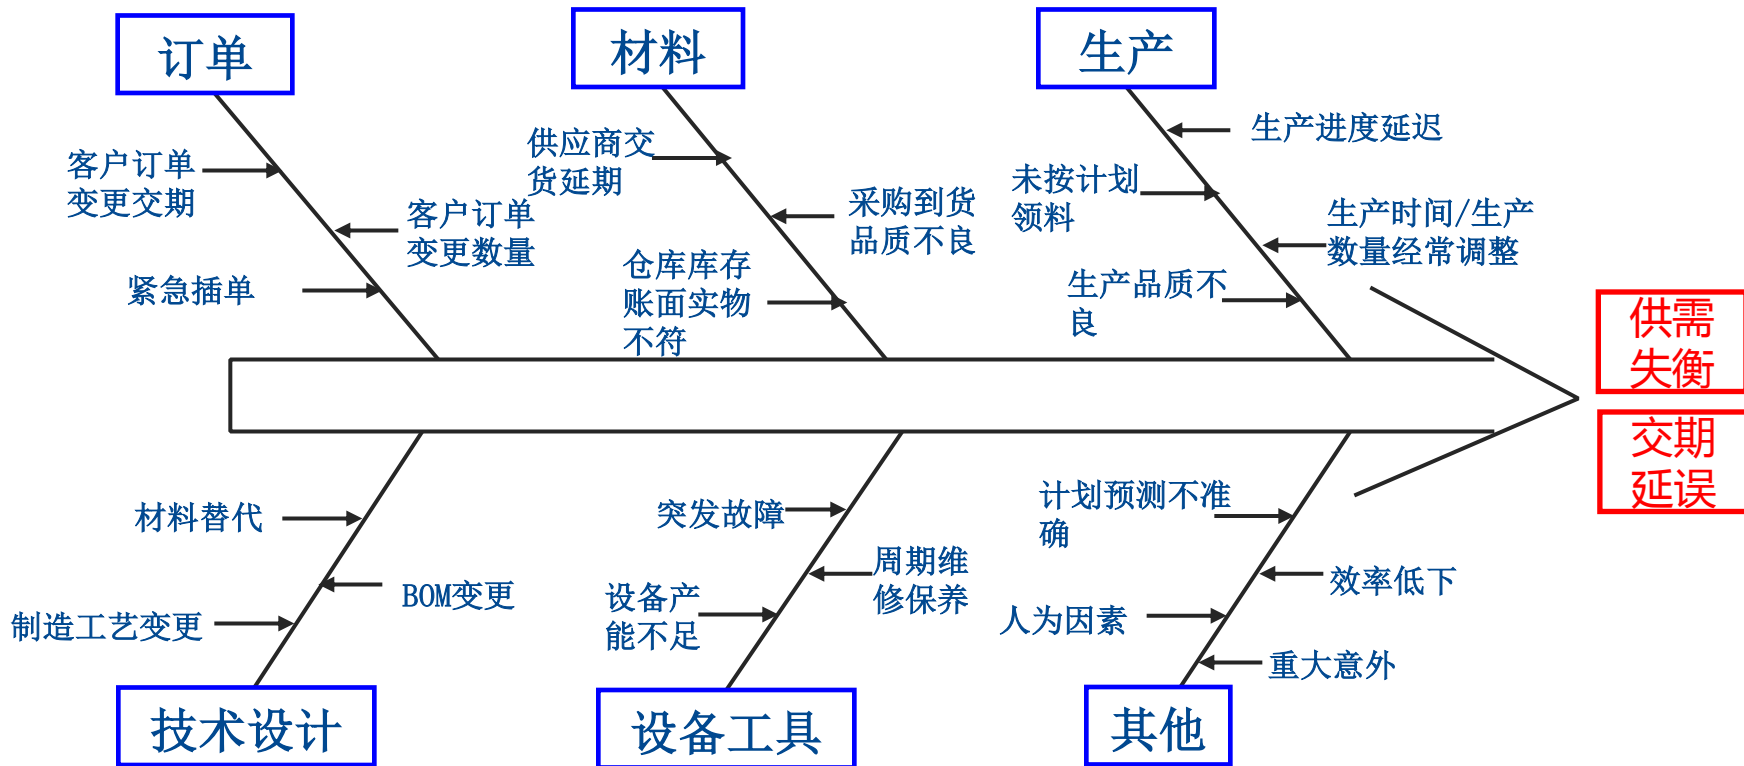 订单
材料
生产
客户订单
变更交期
客户订单
变更数量
紧急插单
供应商交
货延期
采购到货
品质不良
仓库库存
账面实物
不符
生产进度延迟
未按计划
领料
生产时间/生产
数量经常调整
生产品质不
良
供需
失衡
交期
延误
材料替代
BOM变更
制造工艺变更
突发故障
周期维
修保养
设备产
能不足
计划预测不准
确
效率低下
人为因素
重大意外
技术设计
设备工具
其他